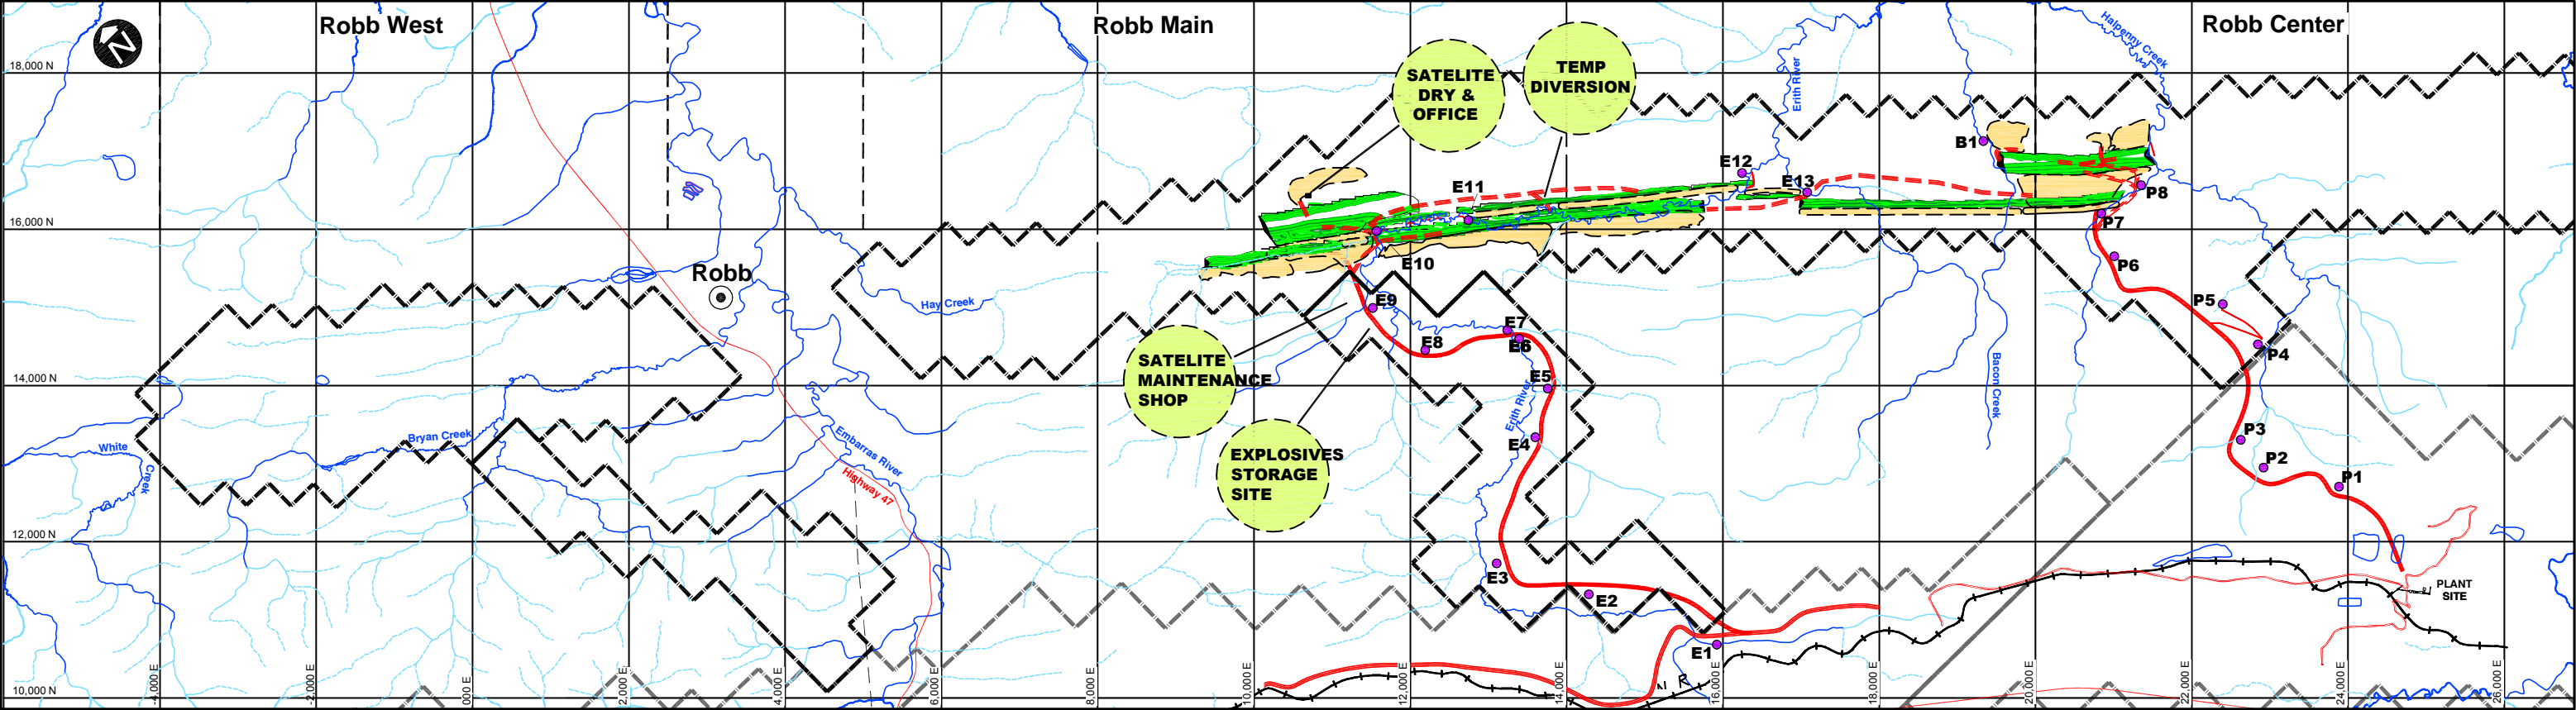 Robb West
Robb Main
Robb Center
N
18,000 N
16,000 N
14,000 N
12,000 N
10,000 N
Halpenny Creek
Erith River
SATELITE
DRY &
OFFICE
TEMP
DIVERSION
B1
E12
E13
E11
P8
P7
P6
E10
Robb
Hay Creek
E9
P5
E7
E6
E8
P4
SATELITE
MAINTENANCE
SHOP
E5
Erith River
Bacon Creek
E4
P3
P2
P1
White
Creek
Bryan Creek
Embarras River
Highway 47
EXPLOSIVES
STORAGE
SITE
E3
E2
E1
PLANT
SITE
N R
-4,000 E
-2,000 E
00 E
2,000 E
4,000 E
6,000 E
8,000 E
10,000 E
12,000 E
14,000 E
16,000 E
18,000 E
20,000 E
22,000 E
24,000 E
26,000 E